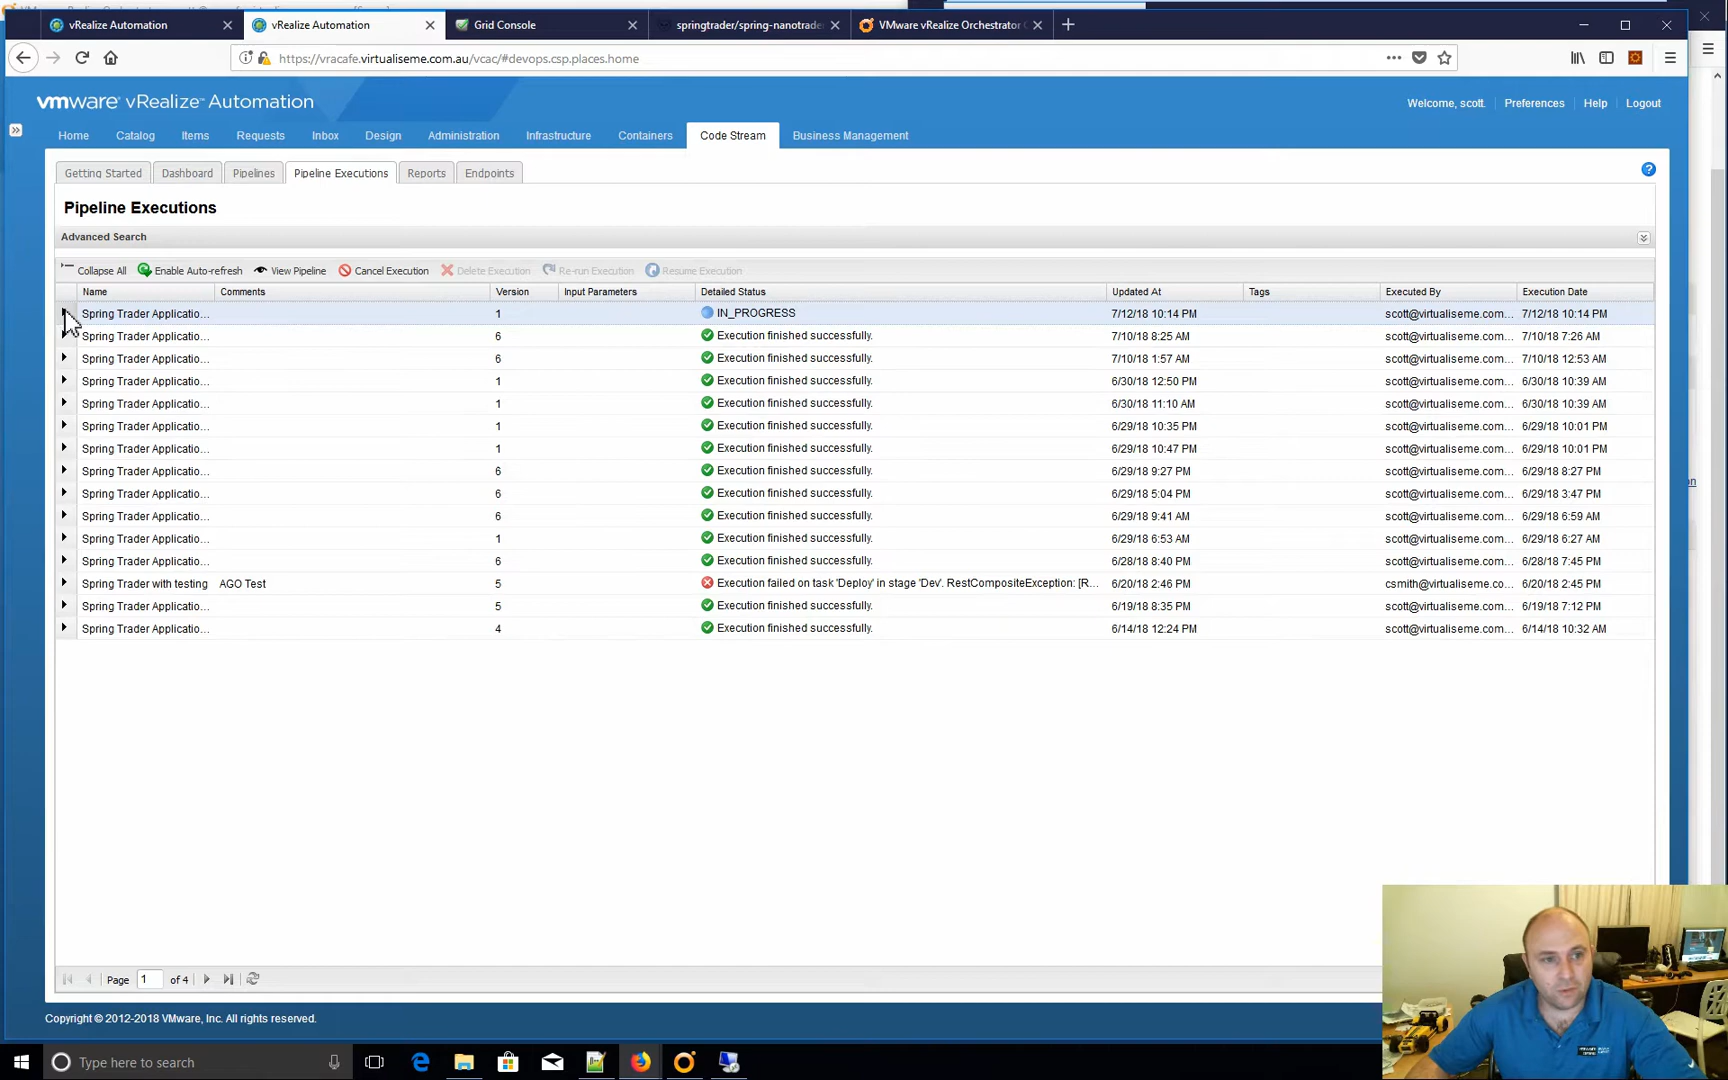 vRealize Automation
vRealize Automation
Grid Console
springtrader/spring-nanotrade
VMware vRealize Orchestrator
https://vracafe.virtualiseme.com.au/vcac/#devops.csp.places.home
vmware vRealize™ Automation
Welcome, scott. Preferences Help Logout
Home Catalog Items Requests Inbox Design Administration Infrastructure Containers Code Stream Business Management
Getting Started Dashboard Pipelines Pipeline Executions Reports Endpoints
Pipeline Executions
Advanced Search
Collapse All Enable Auto-refresh View Pipeline Cancel Execution Delete Execution Re-run Execution Resume Execution
Name Comments Version Input Parameters Detailed Status Updated At Tags Executed By Execution Date
Spring Trader Applicatio... 1 IN_PROGRESS 7/12/18 10:14 PM scott@virtualiseme.com... 7/12/18 10:14 PM
Spring Trader Applicatio... 6 Execution finished successfully. 7/10/18 8:25 AM scott@virtualiseme.com... 7/10/18 7:26 AM
Spring Trader Applicatio... 6 Execution finished successfully. 7/10/18 1:57 AM scott@virtualiseme.com... 7/10/18 12:53 AM
Spring Trader Applicatio... 1 Execution finished successfully. 6/30/18 12:50 PM scott@virtualiseme.com... 6/30/18 10:39 AM
Spring Trader Applicatio... 1 Execution finished successfully. 6/30/18 11:10 AM scott@virtualiseme.com... 6/30/18 10:39 AM
Spring Trader Applicatio... 1 Execution finished successfully. 6/29/18 10:35 PM scott@virtualiseme.com... 6/29/18 10:01 PM
Spring Trader Applicatio... 1 Execution finished successfully. 6/29/18 10:47 PM scott@virtualiseme.com... 6/29/18 10:01 PM
Spring Trader Applicatio... 6 Execution finished successfully. 6/29/18 9:27 PM scott@virtualiseme.com... 6/29/18 8:27 PM
Spring Trader Applicatio... 6 Execution finished successfully. 6/29/18 5:04 PM scott@virtualiseme.com... 6/29/18 3:47 PM
Spring Trader Applicatio... 6 Execution finished successfully. 6/29/18 9:41 AM scott@virtualiseme.com... 6/29/18 6:59 AM
Spring Trader Applicatio... 1 Execution finished successfully. 6/29/18 6:53 AM scott@virtualiseme.com... 6/29/18 6:27 AM
Spring Trader Applicatio... 6 Execution finished successfully. 6/28/18 8:40 PM scott@virtualiseme.com... 6/28/18 7:45 PM
Spring Trader with testing AGO Test 5 Execution failed on task 'Deploy' in stage 'Dev'. RestCompositeException: [R... 6/20/18 2:46 PM csmith@virtualiseme.co... 6/20/18 2:45 PM
Spring Trader Applicatio... 5 Execution finished successfully. 6/19/18 8:35 PM scott@virtualiseme.com... 6/19/18 7:12 PM
Spring Trader Applicatio... 4 Execution finished successfully. 6/14/18 12:24 PM scott@virtualiseme.com... 6/14/18 10:32 AM
Page 1 of 4
Copyright © 2012-2018 VMware, Inc. All rights reserved.
Type here to search